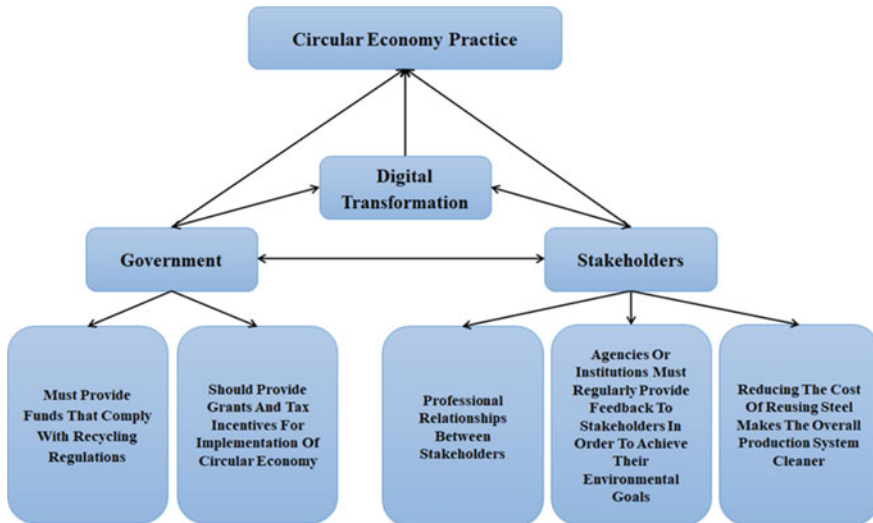 Circular Economy Practice
Digital
Transformation
Government
Stakeholders
Must Provide
Funds That Comply
With Recycling
Regulations
Should Provide
Grants And Tax
Incentives For
Implementation Of
Circular Economy
Professional
Relationships
Between
Stakeholders
Agencies Or
Institutions Must
Regularly Provide
Feedback To
Stakeholders In
Order To Achieve
Their
Environmental
Goals
Reducing The Cost
Of Reusing Steel
Makes The Overall
Production System
Cleaner